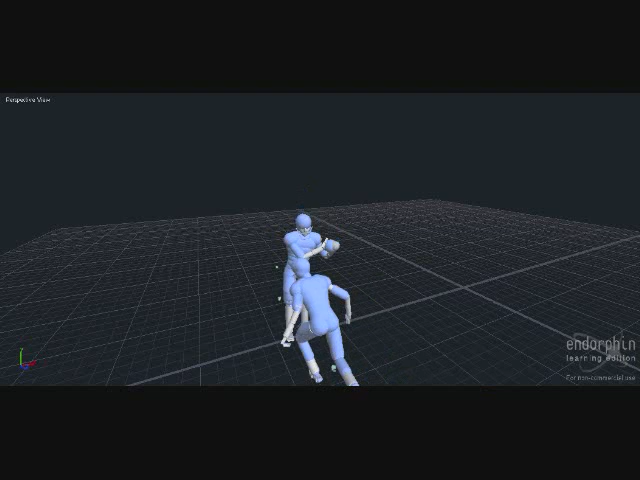 Perspective View
endorphin
learning edition
For non-commercial use